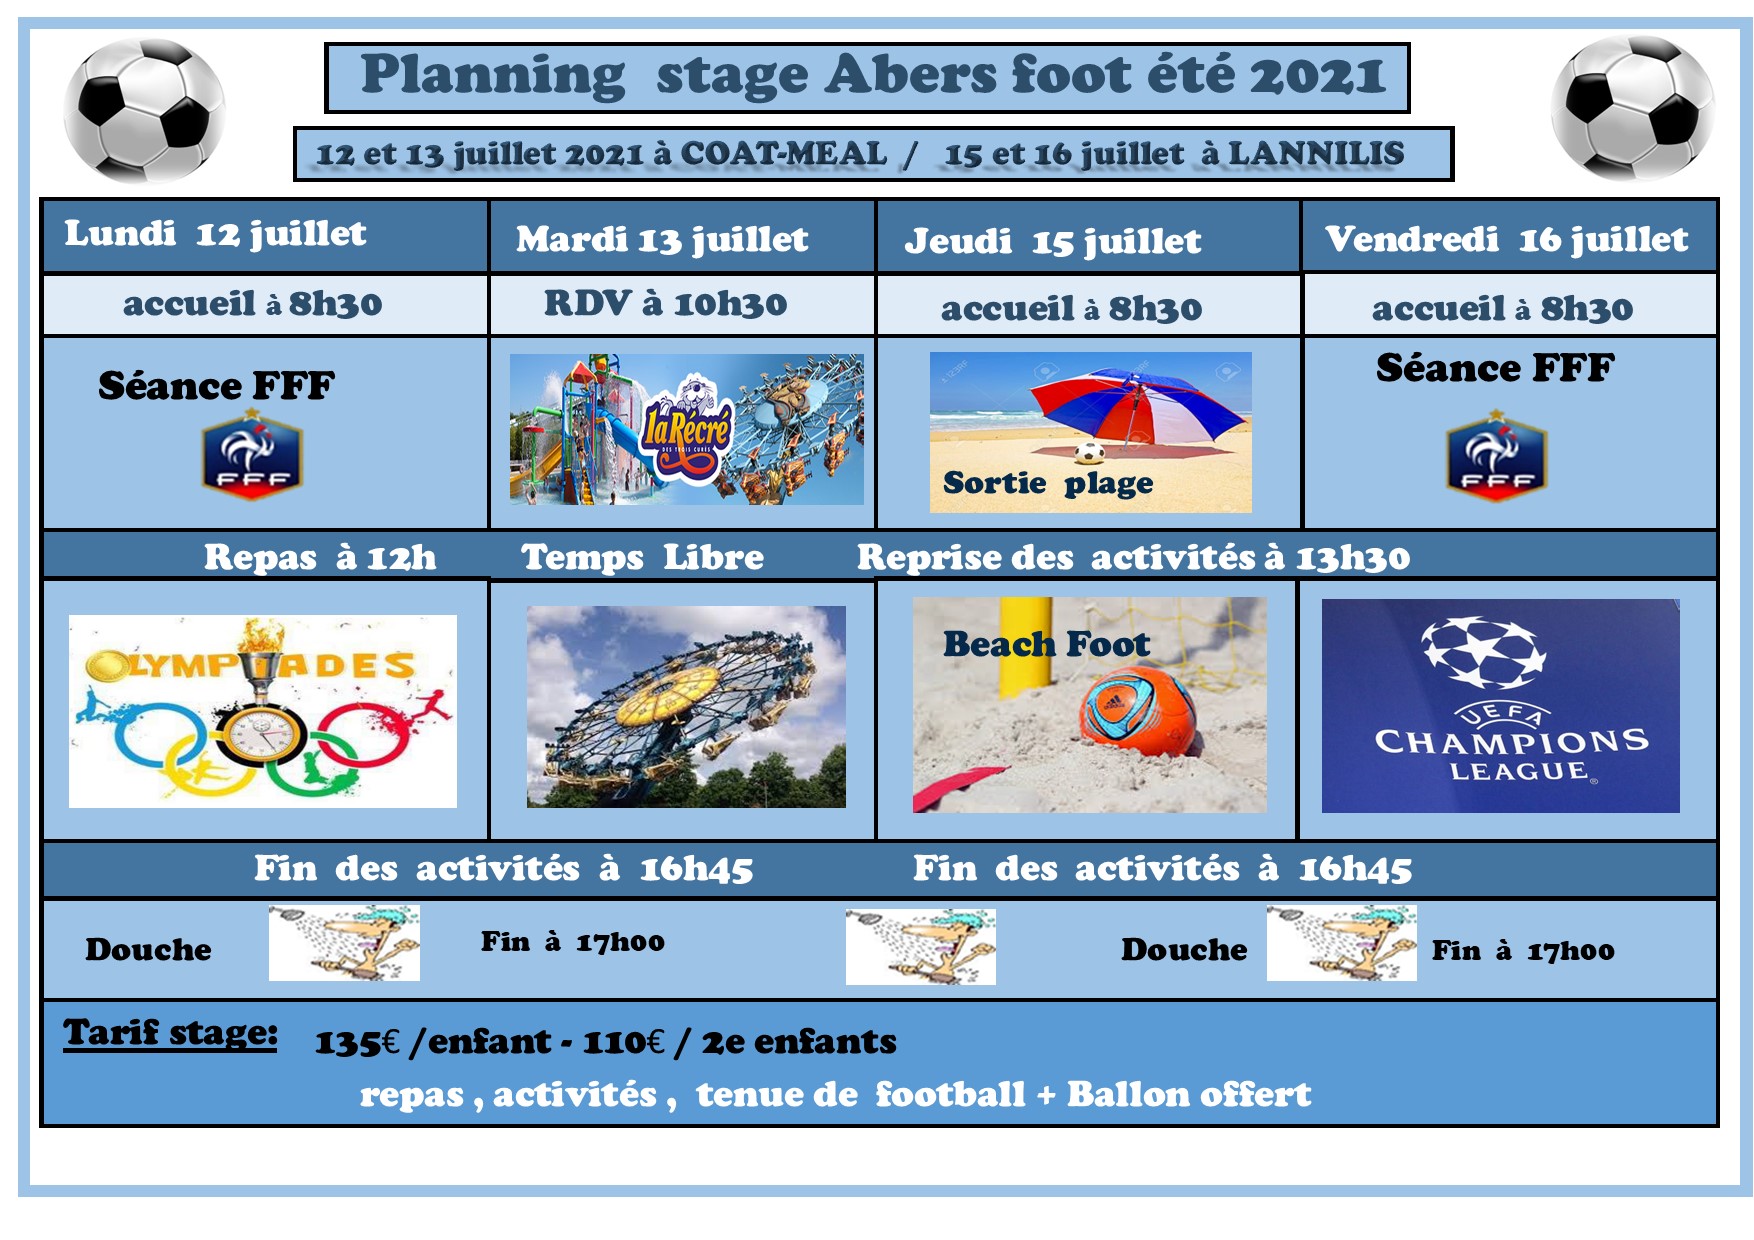 Planning stage Abers foot été 2021
12 et 13 juillet 2021 à COAT-MEAL / 15 et 16 juillet à LANNILIS
Lundi 12 juillet
Mardi 13 juillet
Jeudi 15 juillet
Vendredi 16 juillet
accueil à 8h30
RDV à 10h30
accueil à 8h30
accueil à 8h30
Séance FFF
FFF
la Récré
DES TROIS CURÉS
123RF
Sortie plage
Séance FFF
FFF
Repas à 12h Temps Libre Reprise des activités à 13h30
OLYMPIADES
Beach Foot
adidas
UEFA
CHAMPIONS
LEAGUE®
Fin des activités à 16h45 Fin des activités à 16h45
Douche
Fin à 17h00
Douche
Fin à 17h00
Tarif stage: 135€ /enfant - 110€ / 2e enfants
repas , activités , tenue de football + Ballon offert